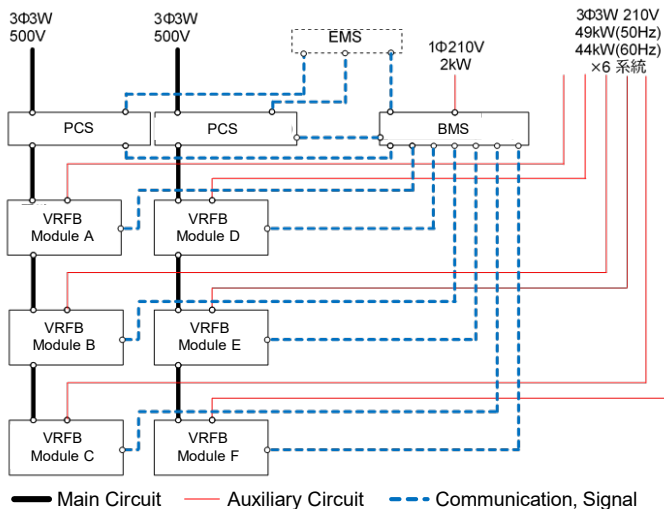 3Φ3W
500V
3Φ3W
500V
EMS
1Φ210V
2kW
3Φ3W 210V
49kW(50Hz)
44kW(60Hz)
×6 系統
PCS
PCS
BMS
VRFB
Module A
VRFB
Module D
VRFB
Module B
VRFB
Module E
VRFB
Module C
VRFB
Module F
Main Circuit
Auxiliary Circuit
Communication, Signal